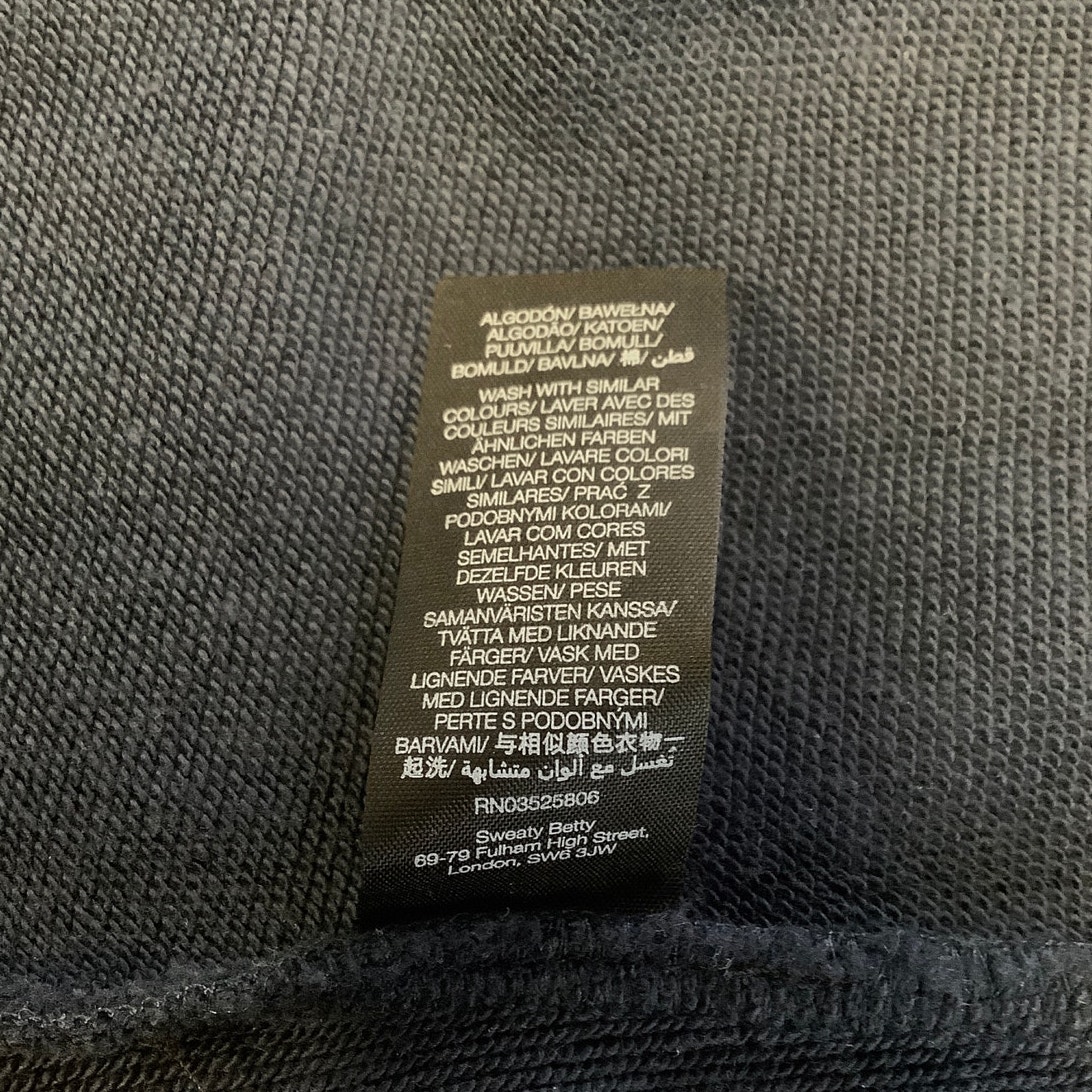 ALGODÓN/ BAWEŁNA/
ALGODÃO/ KATOEN/
PUUVILLA/ BOMULL/
BOMULD/ BAVLNA/ 棉/ قطن
WASH WITH SIMILAR
COLOURS/ LAVER AVEC DES
COULEURS SIMILAIRES/ MIT
ÄHNLICHEN FARBEN
WASCHEN/ LAVARE COLORI
SIMILI/ LAVAR CON COLORES
SIMILARES/ PRAĆ Z
PODOBNYMI KOLORAMI/
LAVAR COM CORES
SEMELHANTES/ MET
DEZELFDE KLEUREN
WASSEN/ PESE
SAMANVÄRISTEN KANSSA/
TVÄTTA MED LIKNANDE
FÄRGER/ VASK MED
LIGNENDE FARVER/ VASKES
MED LIGNENDE FARGER/
PERTE S PODOBNÝMI
BARVAMI/ 与相似颜色衣物一
起洗/ تغسل مع ألوان متشابهة
RN03525806
Sweaty Betty
69-79 Fulham High Street,
London, SW6 3JW